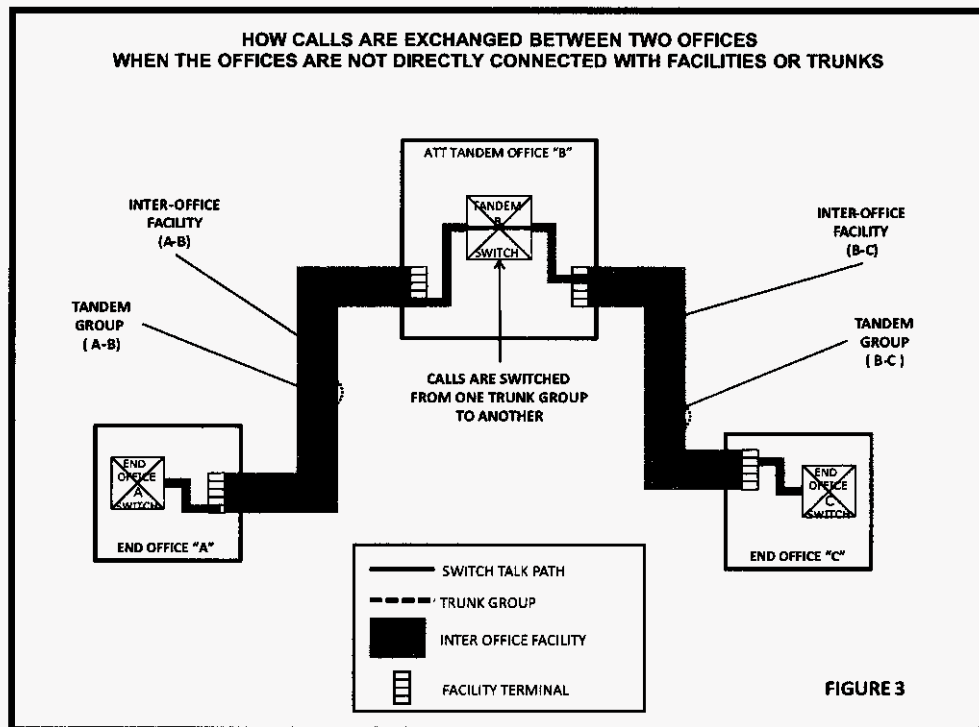 HOW CALLS ARE EXCHANGED BETWEEN TWO OFFICES
WHEN THE OFFICES ARE NOT DIRECTLY CONNECTED WITH FACILITIES OR TRUNKS
ATT TANDEM OFFICE "B"
TANDEM
B
SWITCH
INTER-OFFICE
FACILITY
(A-B)
INTER-OFFICE
FACILITY
(B-C)
TANDEM
GROUP
( A-B)
TANDEM
GROUP
( B-C )
CALLS ARE SWITCHED
FROM ONE TRUNK GROUP
TO ANOTHER
END
OFFICE
A
SWITCH
END OFFICE "A"
END
OFFICE
C
SWITCH
END OFFICE "C"
SWITCH TALK PATH
TRUNK GROUP
INTER OFFICE FACILITY
FACILITY TERMINAL
FIGURE 3